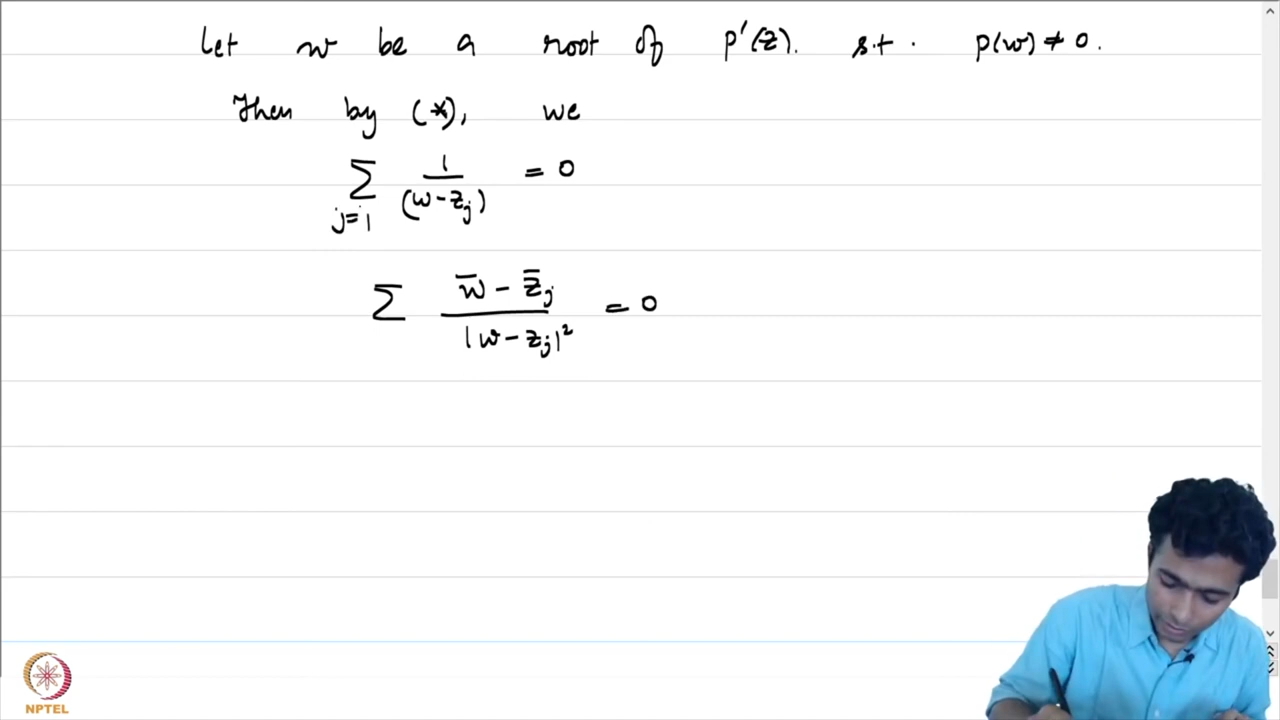 Let w be a root of p'(z). s.t. p(w) ≠ 0.
Then by (*), we
∑_{j=1} 1/(w-z_j) = 0
∑ (w̄ - z̄_j)/|w-z_j|² = 0
NPTEL